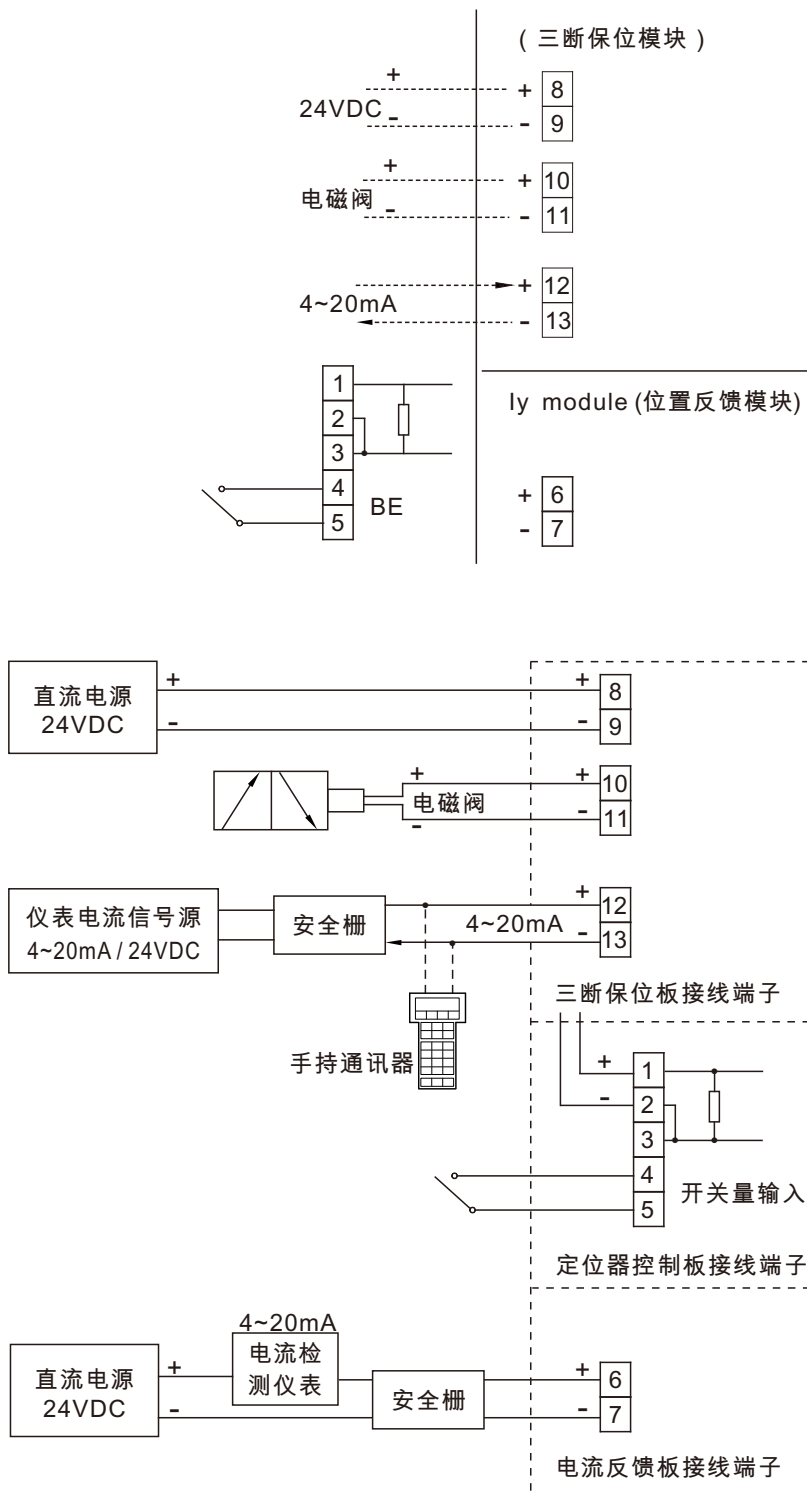 (三断保位模块)
+
+ 8
24VDC
-
- 9
+
+ 10
电磁阀
-
- 11
+ 12
4~20mA
- 13
1
Iy module (位置反馈模块)
2
3
4
+ 6
BE
5
- 7
直流电源
24VDC
+
+ 8
-
- 9
+
+ 10
电磁阀
-
- 11
仪表电流信号源
4~20mA / 24VDC
安全栅
+ 12
4~20mA
- 13
三断保位板接线端子
手持通讯器
+ 1
- 2
3
4
开关量输入
5
定位器控制板接线端子
4~20mA
电流检
测仪表
直流电源
24VDC
+
-
安全栅
+ 6
- 7
电流反馈板接线端子